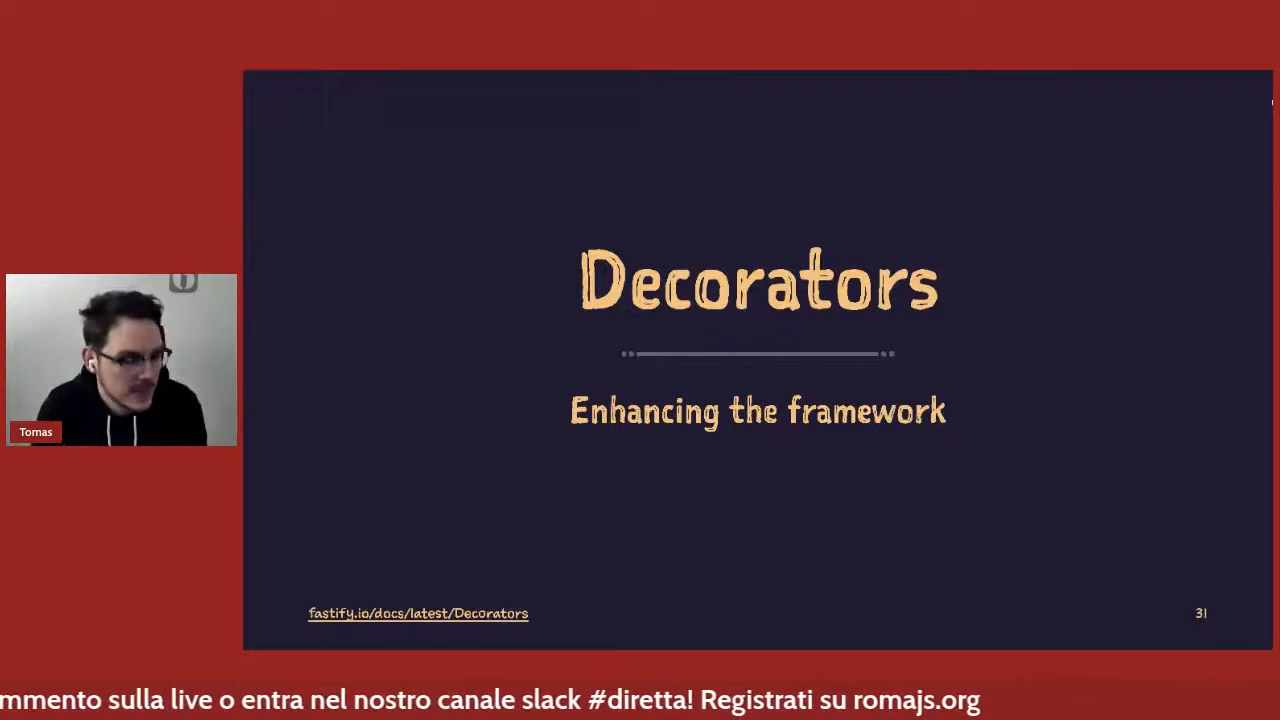 Decorators
Enhancing the framework
Tomas
fastify.io/docs/latest/Decorators
31
mmento sulla live o entra nel nostro canale slack #diretta! Registrati su romajs.org